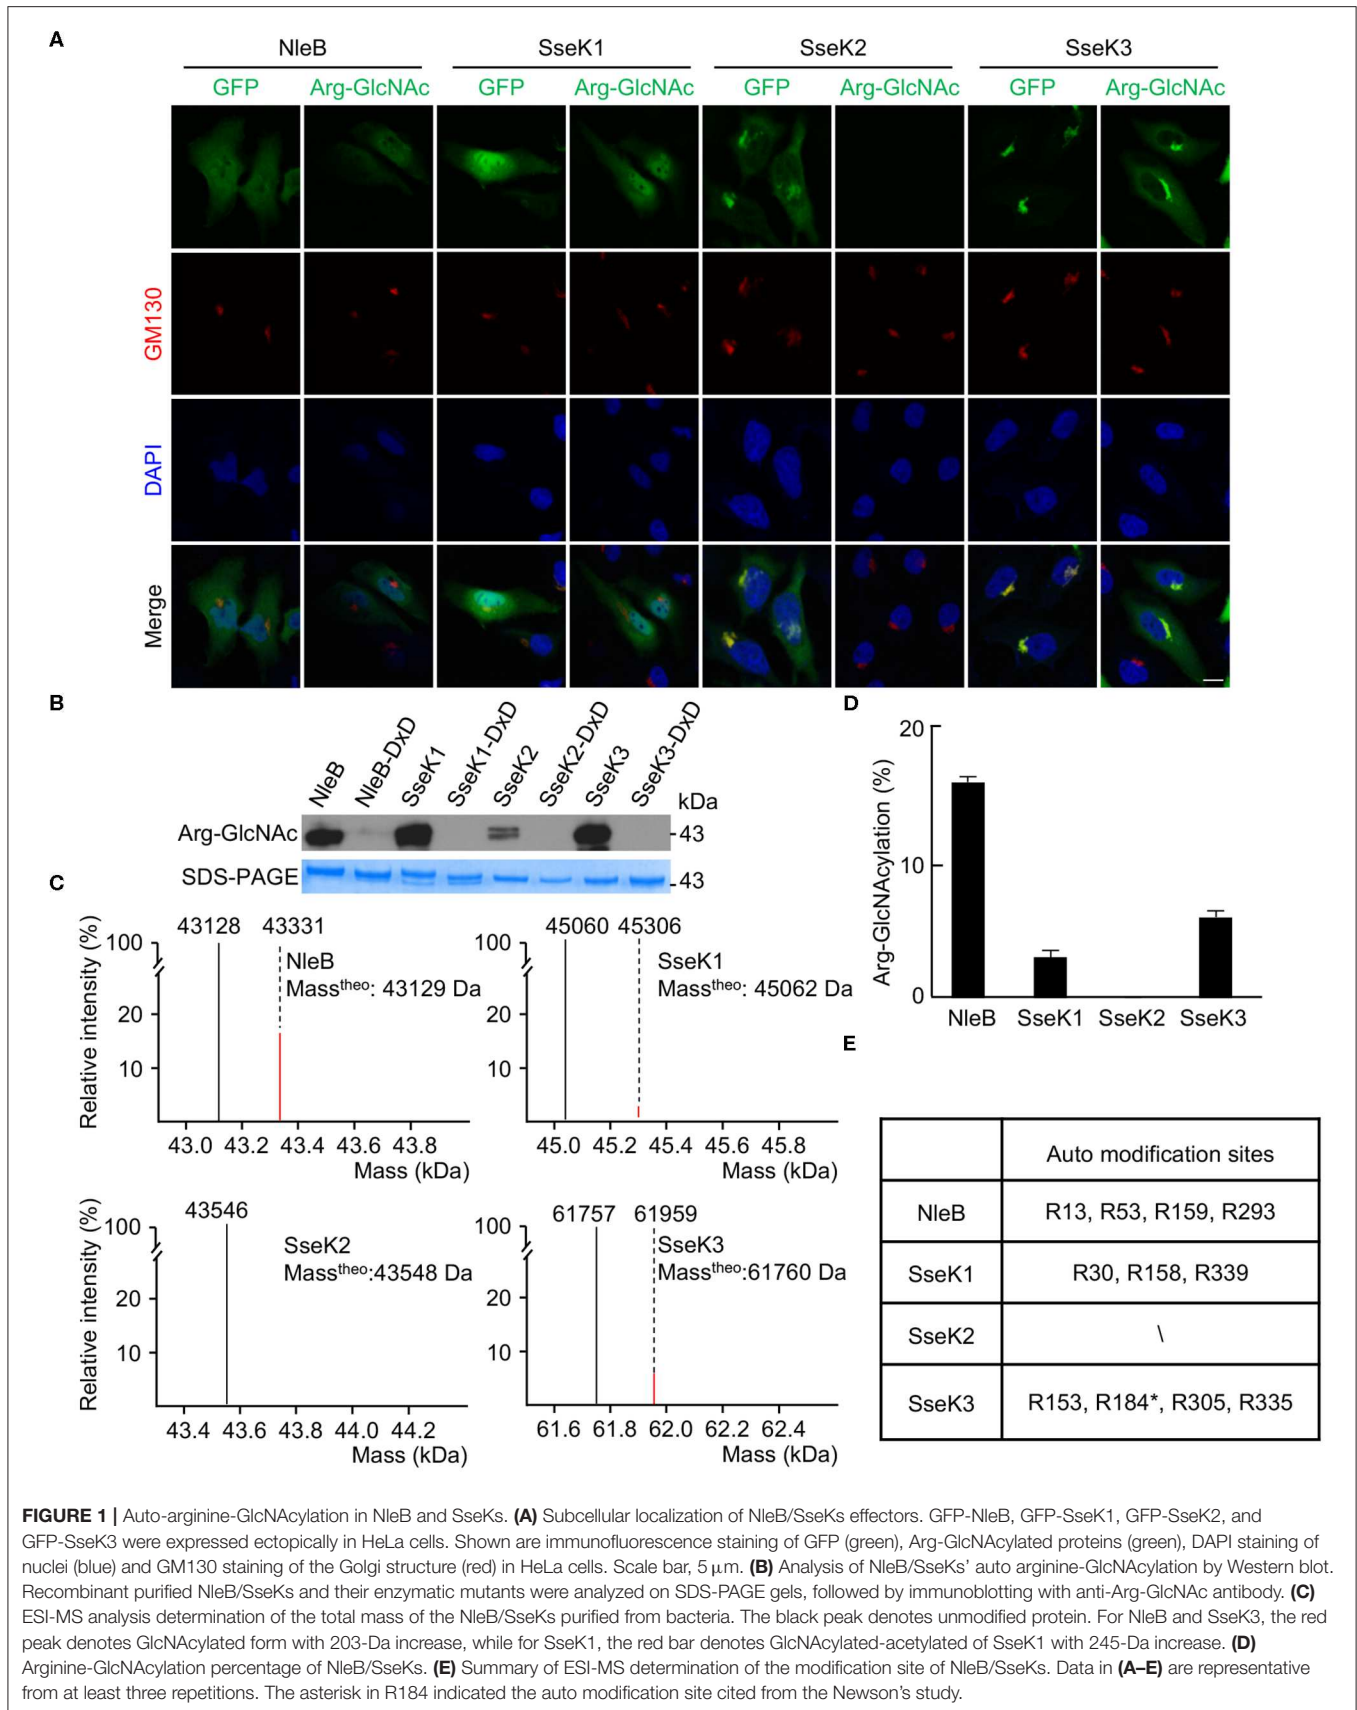 A
NleB SseK1 SseK2 SseK3
GFP Arg-GlcNAc GFP Arg-GlcNAc GFP Arg-GlcNAc GFP Arg-GlcNAc
GM130
DAPI
Merge
B
NleB NleB-DxD SseK1 SseK1-DxD SseK2 SseK2-DxD SseK3 SseK3-DxD
kDa
Arg-GlcNAc 43
SDS-PAGE 43
C
Relative intensity (%)
100
20
10
43128 43331
NleB
Mass^theo: 43129 Da
43.0 43.2 43.4 43.6 43.8
Mass (kDa)
100
20
10
45060 45306
SseK1
Mass^theo: 45062 Da
45.0 45.2 45.4 45.6 45.8
Mass (kDa)
Relative intensity (%)
100
20
10
43546
SseK2
Mass^theo:43548 Da
43.4 43.6 43.8 44.0 44.2
Mass (kDa)
100
20
10
61757 61959
SseK3
Mass^theo:61760 Da
61.6 61.8 62.0 62.2 62.4
Mass (kDa)
D
Arg-GlcNAcylation (%)
20
10
0
NleB SseK1 SseK2 SseK3
E
Auto modification sites
NleB R13, R53, R159, R293
SseK1 R30, R158, R339
SseK2 \
SseK3 R153, R184*, R305, R335
FIGURE 1 | Auto-arginine-GlcNAcylation in NleB and SseKs. (A) Subcellular localization of NleB/SseKs effectors. GFP-NleB, GFP-SseK1, GFP-SseK2, and
GFP-SseK3 were expressed ectopically in HeLa cells. Shown are immunofluorescence staining of GFP (green), Arg-GlcNAcylated proteins (green), DAPI staining of
nuclei (blue) and GM130 staining of the Golgi structure (red) in HeLa cells. Scale bar, 5 μm. (B) Analysis of NleB/SseKs' auto arginine-GlcNAcylation by Western blot.
Recombinant purified NleB/SseKs and their enzymatic mutants were analyzed on SDS-PAGE gels, followed by immunoblotting with anti-Arg-GlcNAc antibody. (C)
ESI-MS analysis determination of the total mass of the NleB/SseKs purified from bacteria. The black peak denotes unmodified protein. For NleB and SseK3, the red
peak denotes GlcNAcylated form with 203-Da increase, while for SseK1, the red bar denotes GlcNAcylated-acetylated of SseK1 with 245-Da increase. (D)
Arginine-GlcNAcylation percentage of NleB/SseKs. (E) Summary of ESI-MS determination of the modification site of NleB/SseKs. Data in (A–E) are representative
from at least three repetitions. The asterisk in R184 indicated the auto modification site cited from the Newson's study.